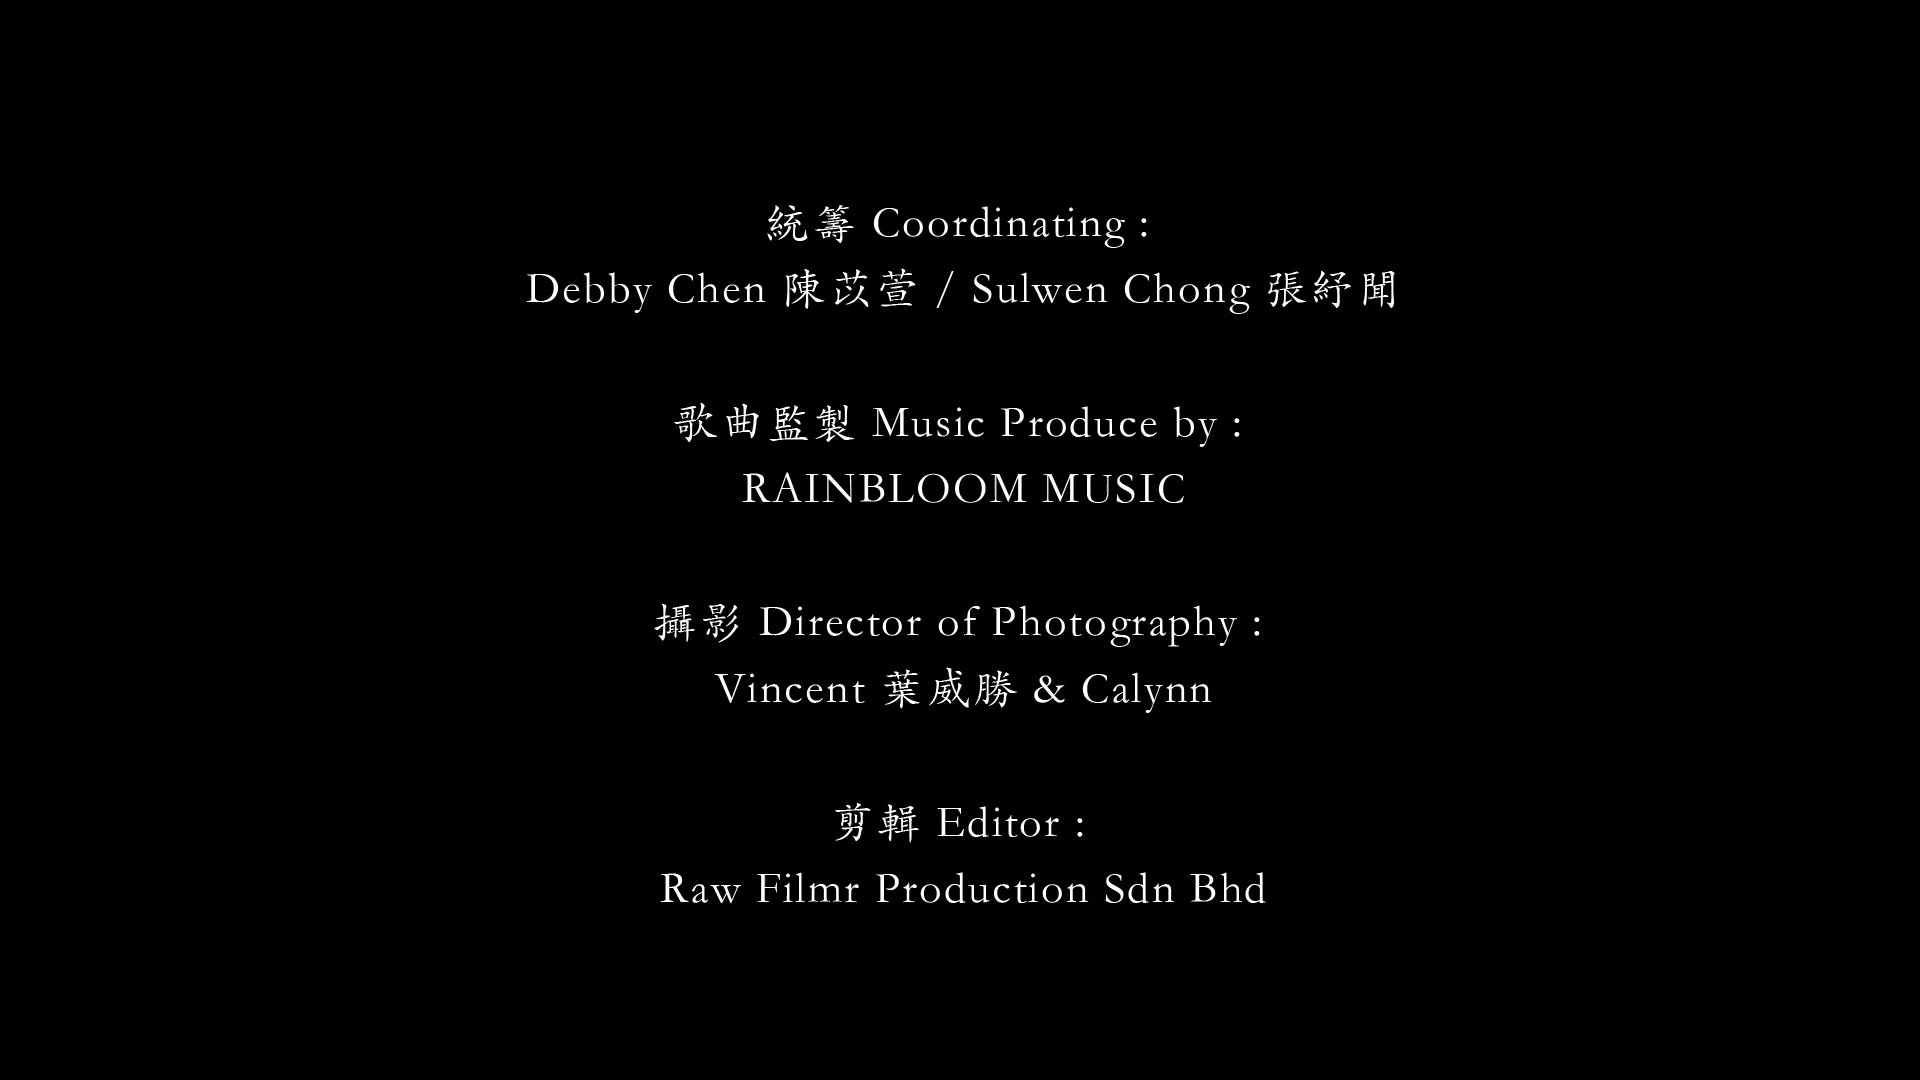 統籌 Coordinating :
Debby Chen 陳苡萱 / Sulwen Chong 張紓聞
歌曲監製 Music Produce by :
RAINBLOOM MUSIC
攝影 Director of Photography :
Vincent 葉威勝 & Calynn
剪輯 Editor :
Raw Filmr Production Sdn Bhd